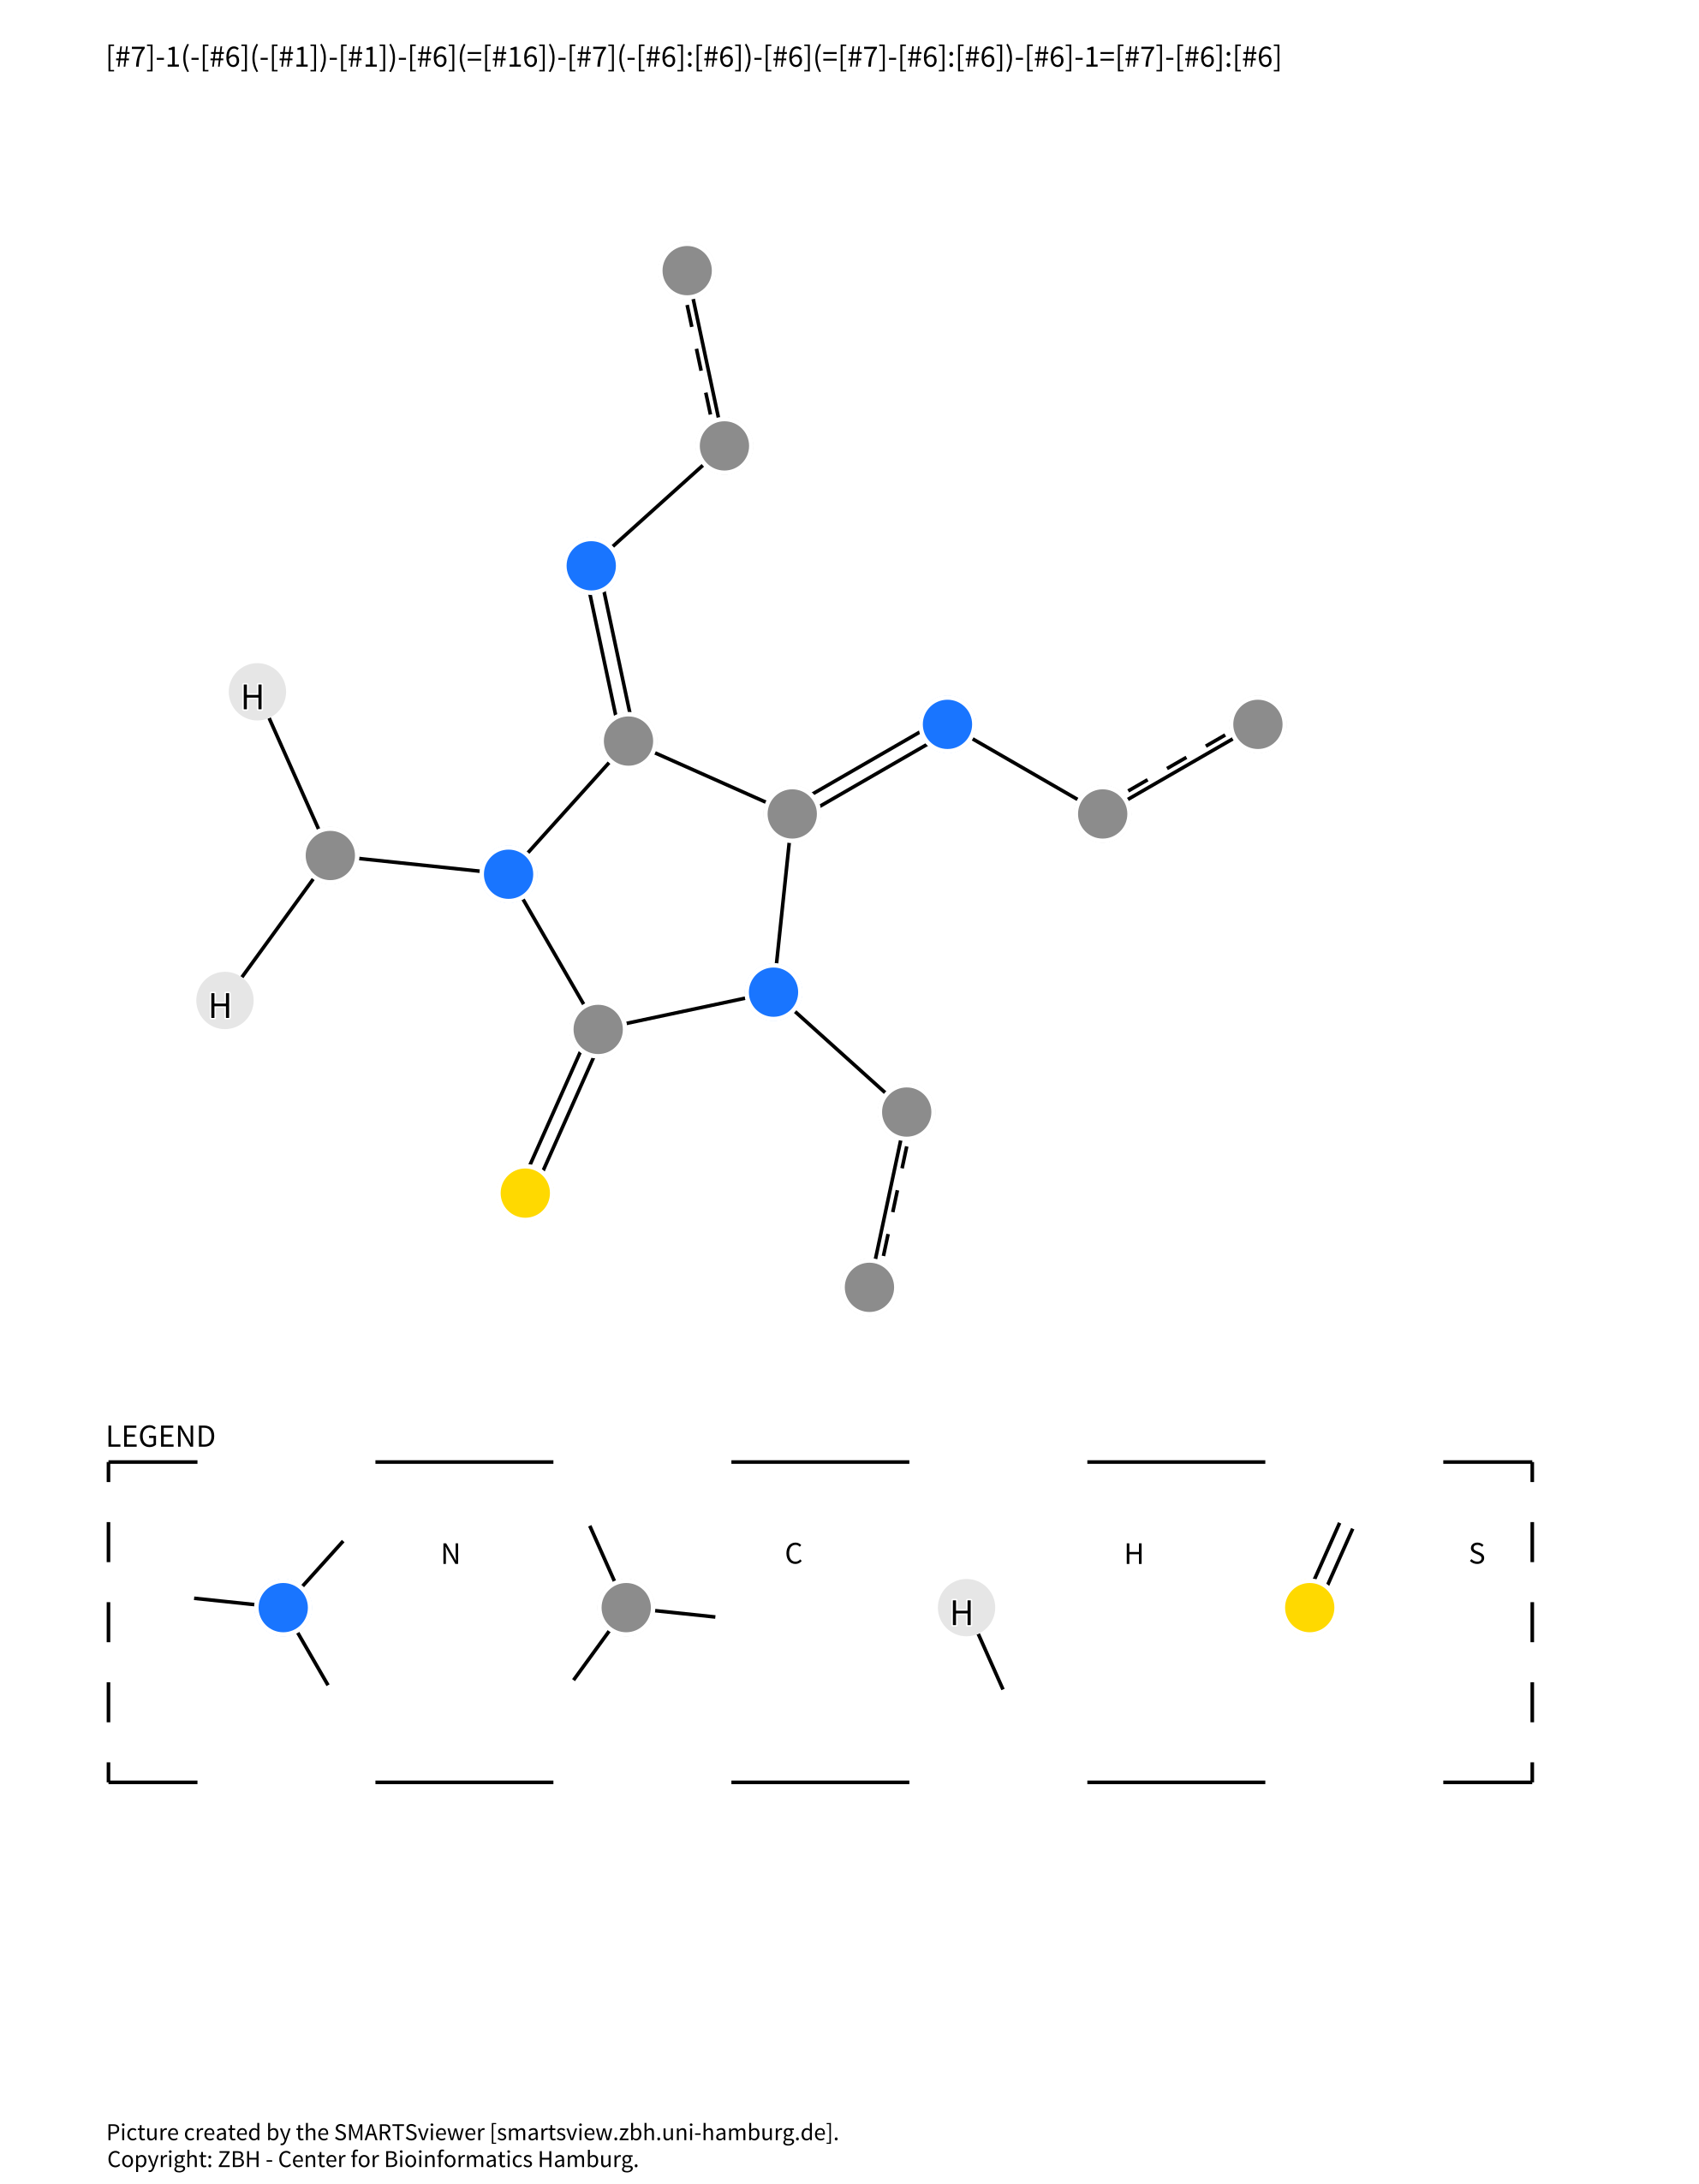 [#7]-1(-[#6](-[#1])-[#1])-[#6](=[#16])-[#7](-[#6]:[#6])-[#6](=[#7]-[#6]:[#6])-[#6]-1=[#7]-[#6]:[#6]
H
H
LEGEND
N C H S
H
Picture created by the SMARTSviewer [smartsview.zbh.uni-hamburg.de].
Copyright: ZBH - Center for Bioinformatics Hamburg.